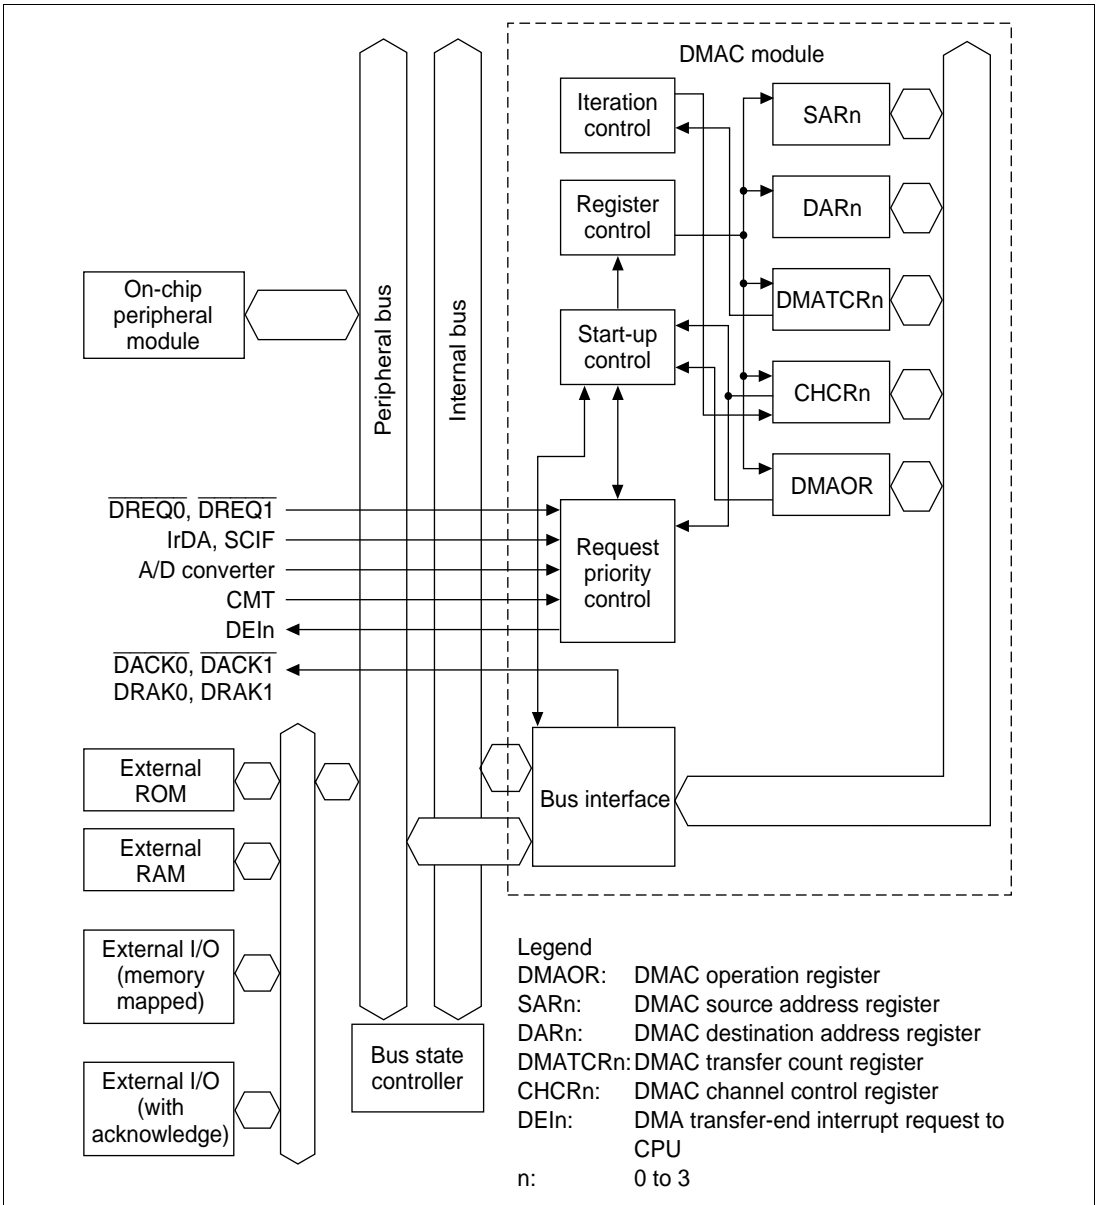 DMAC module
Iteration
control
SARn
Register
control
DARn
On-chip
peripheral
module
Peripheral bus
Internal bus
Start-up
control
DMATCRn
CHCRn
DMAOR
DREQ0, DREQ1
IrDA, SCIF
A/D converter
CMT
DEIn
DACK0, DACK1
DRAK0, DRAK1
Request
priority
control
External
ROM
Bus interface
External
RAM
External I/O
(memory
mapped)
External I/O
(with
acknowledge)
Bus state
controller
Legend
DMAOR: DMAC operation register
SARn: DMAC source address register
DARn: DMAC destination address register
DMATCRn: DMAC transfer count register
CHCRn: DMAC channel control register
DEIn: DMA transfer-end interrupt request to
CPU
n: 0 to 3